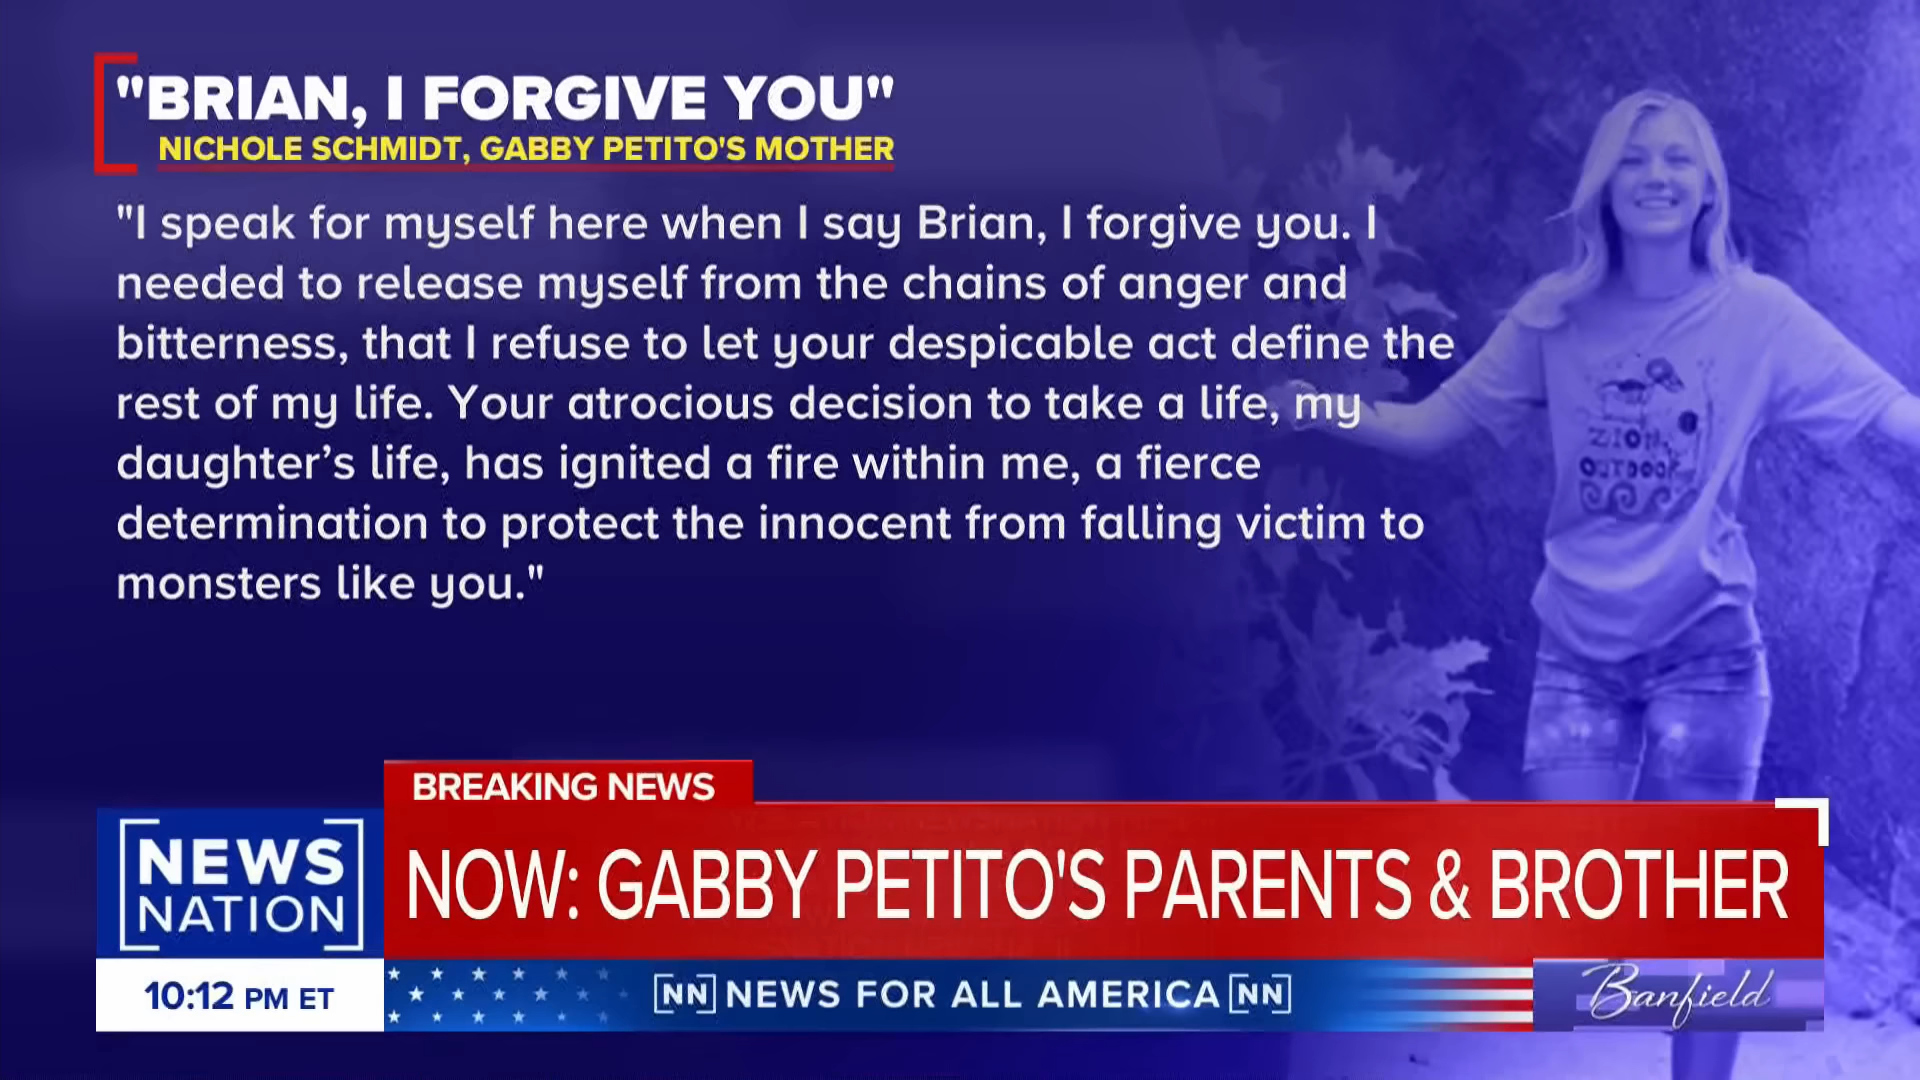 "BRIAN, I FORGIVE YOU"
NICHOLE SCHMIDT, GABBY PETITO'S MOTHER
"I speak for myself here when I say Brian, I forgive you. I
needed to release myself from the chains of anger and
bitterness, that I refuse to let your despicable act define the
rest of my life. Your atrocious decision to take a life, my
daughter’s life, has ignited a fire within me, a fierce
determination to protect the innocent from falling victim to
monsters like you."
ZION
OUTDOOR
BREAKING NEWS
NOW: GABBY PETITO'S PARENTS & BROTHER
NEWS
NATION
10:12 PM ET
NN NEWS FOR ALL AMERICA NN
Banfield